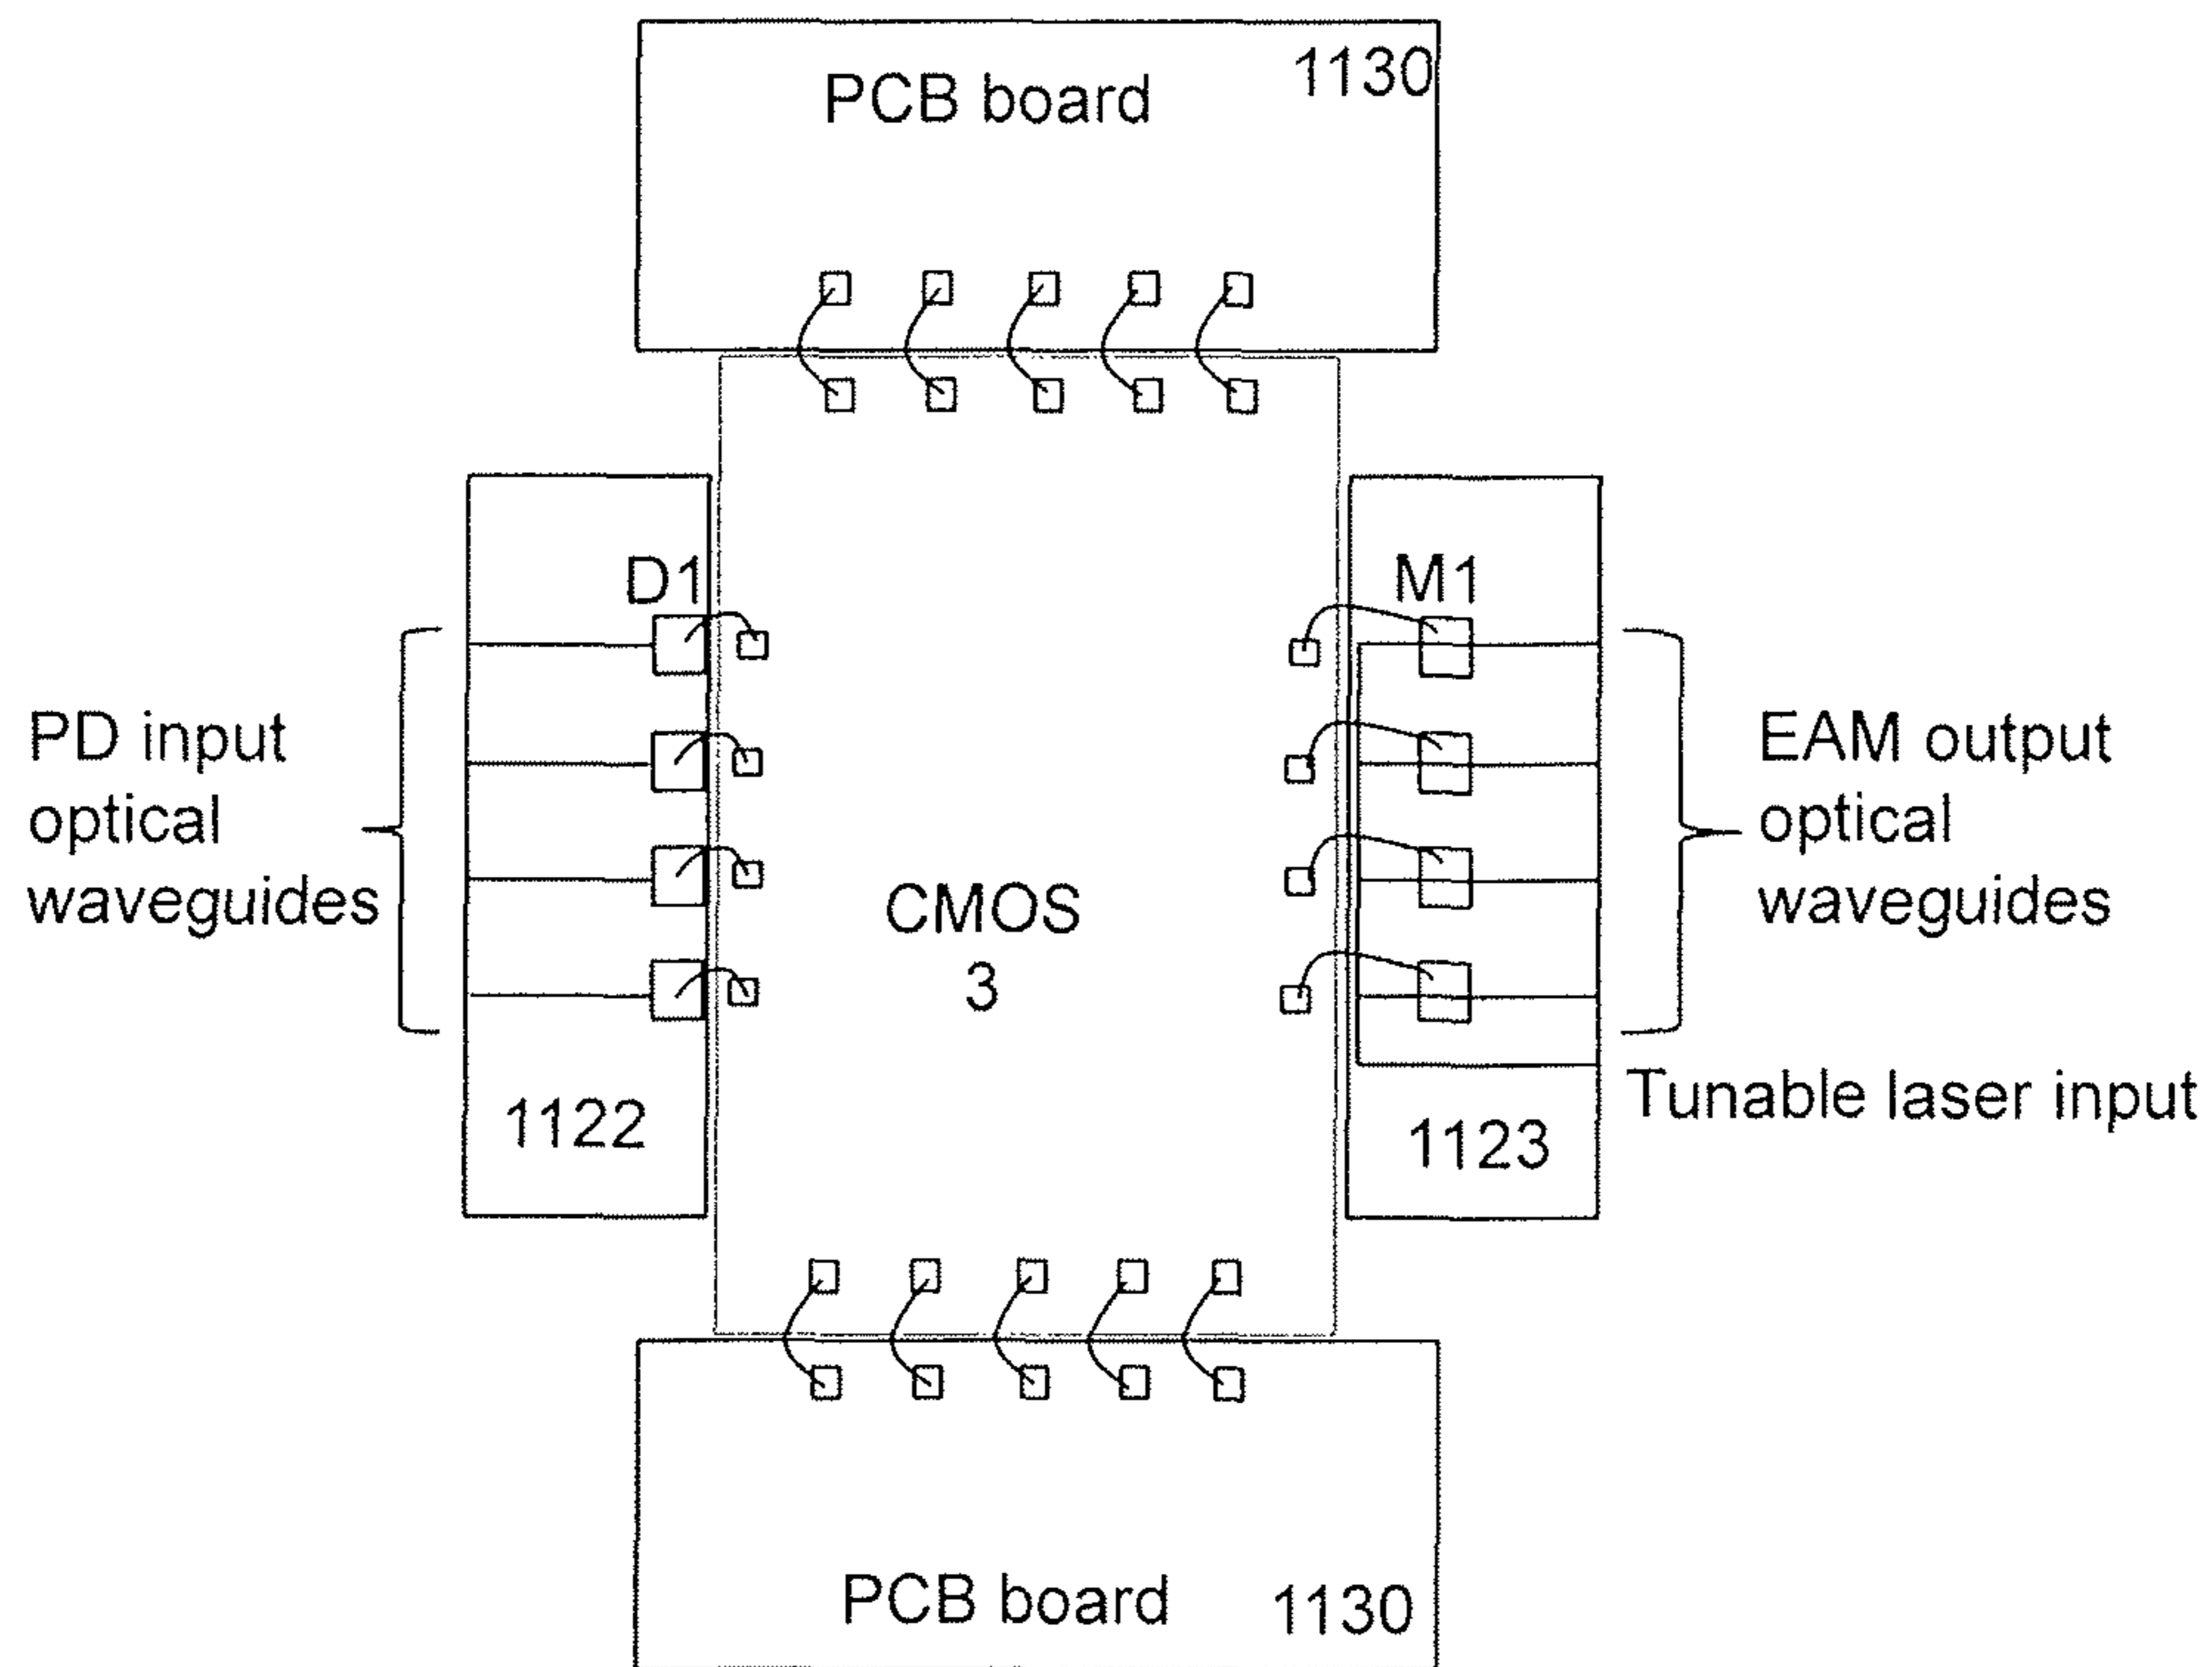 PCB board
1130
D1
M1
PD input
optical
waveguides
CMOS
3
EAM output
optical
waveguides
1122
1123
Tunable laser input
PCB board
1130